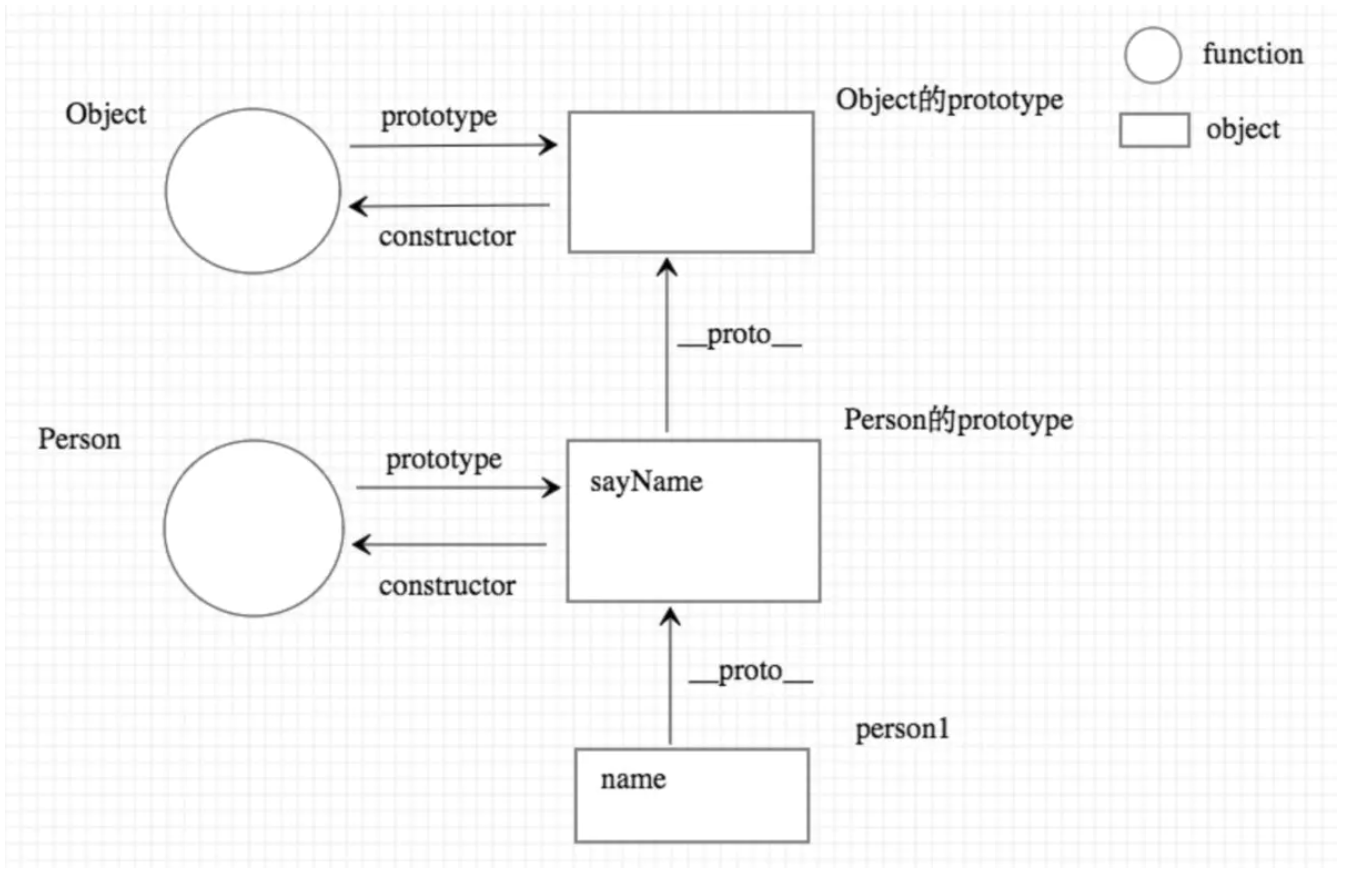 function
Object
prototype
Object的prototype
object
constructor
__proto__
Person的prototype
Person
prototype
sayName
constructor
__proto__
person1
name